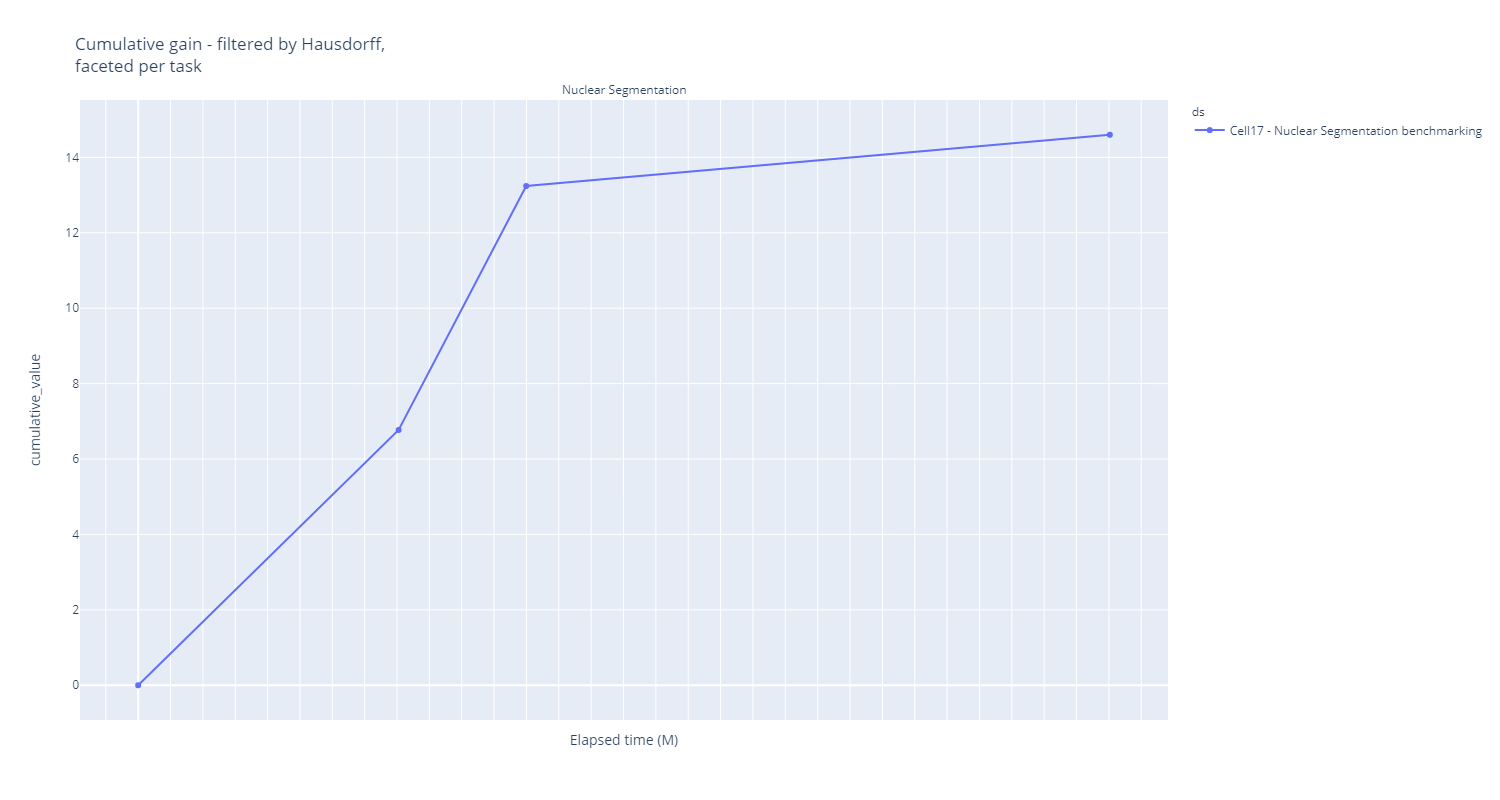 Cumulative gain - filtered by Hausdorff,
faceted per task
Nuclear Segmentation
ds
Cell17 - Nuclear Segmentation benchmarking
14
12
10
8
6
4
2
0
cumulative_value
Elapsed time (M)